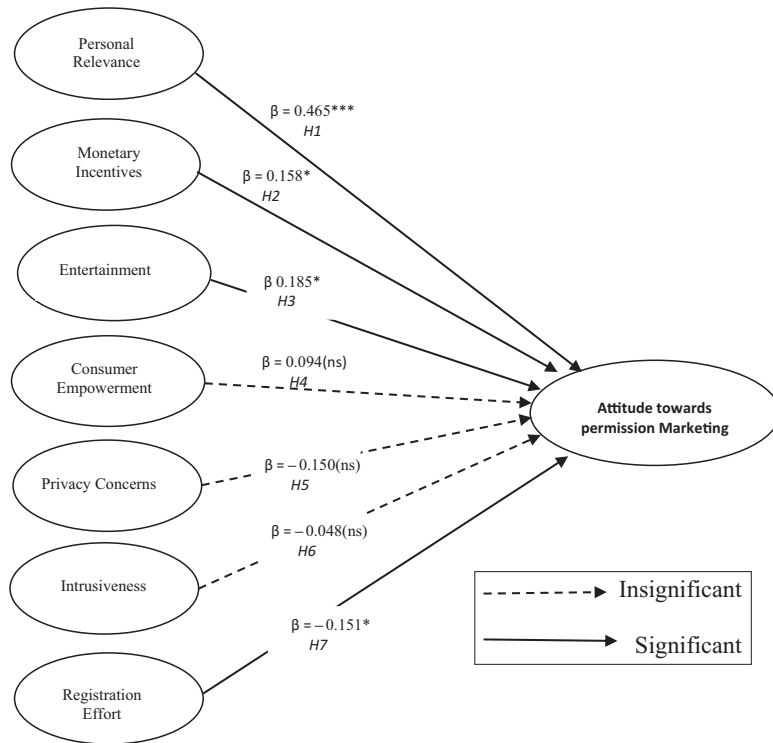 Personal
Relevance
β = 0.465***
H1
Monetary
Incentives
β = 0.158*
H2
Entertainment
β 0.185*
H3
Consumer
Empowerment
β = 0.094(ns)
H4
Attitude towards
permission Marketing
Privacy Concerns
β = −0.150(ns)
H5
Intrusiveness
β = −0.048(ns)
H6
Registration
Effort
β = −0.151*
H7
Insignificant
Significant